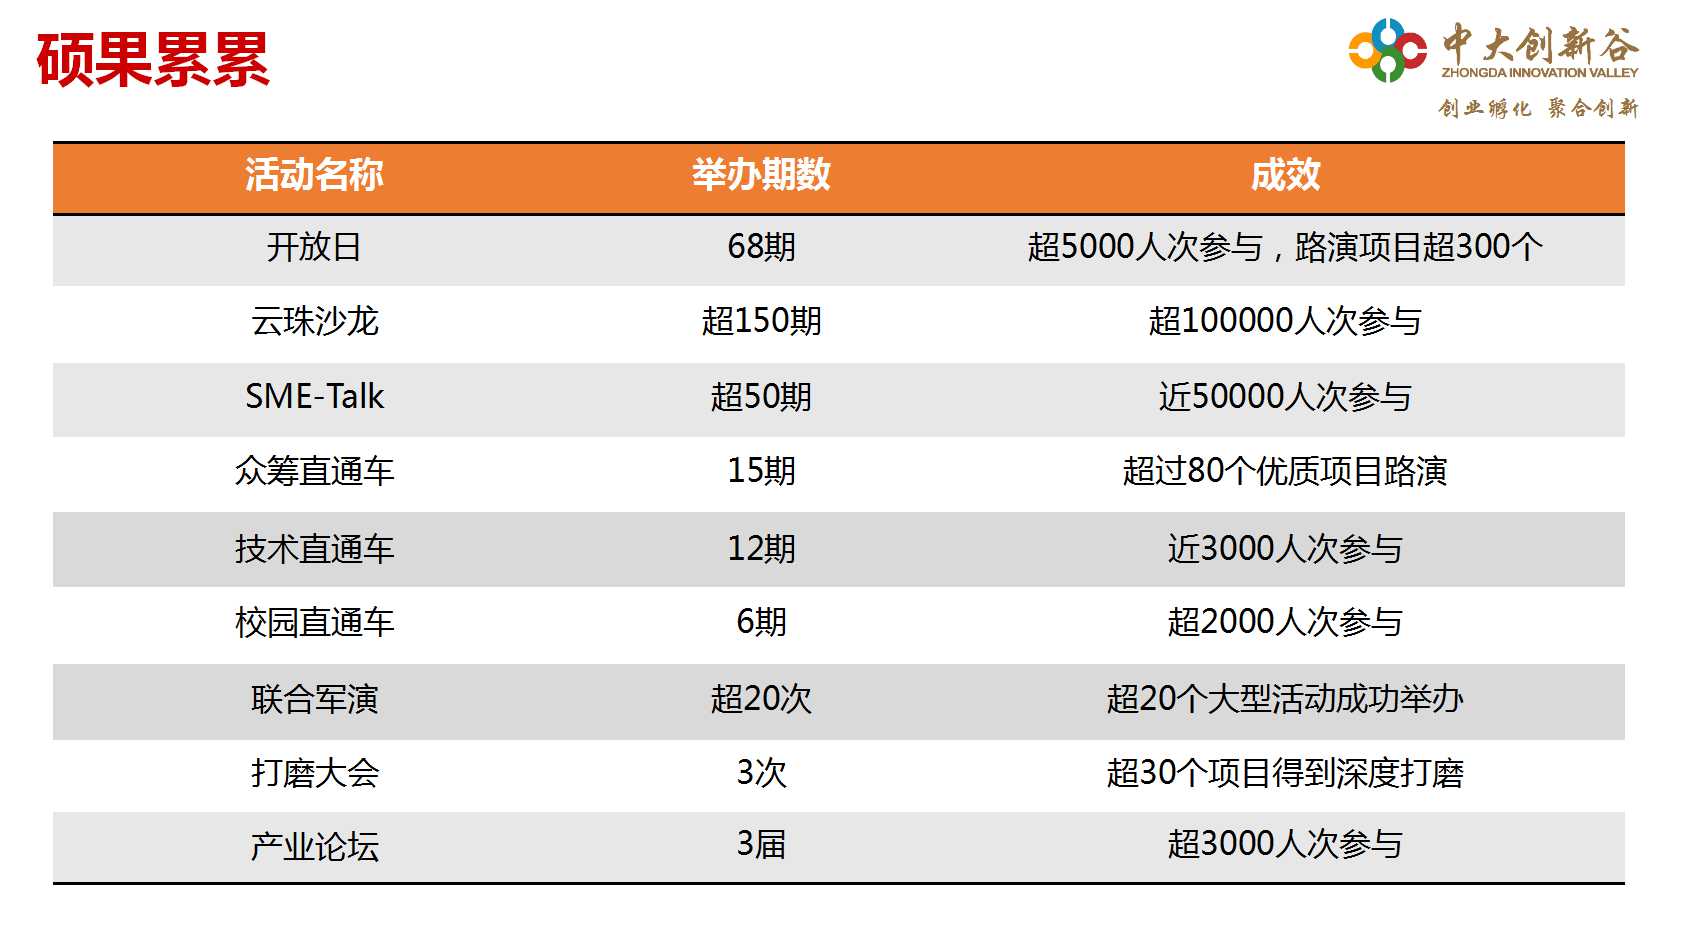 硕果累累
中大创新谷
ZHONGDA INNOVATION VALLEY
创业孵化 聚合创新
活动名称 举办期数 成效
开放日 68期 超5000人次参与，路演项目超300个
云珠沙龙 超150期 超100000人次参与
SME-Talk 超50期 近50000人次参与
众筹直通车 15期 超过80个优质项目路演
技术直通车 12期 近3000人次参与
校园直通车 6期 超2000人次参与
联合军演 超20次 超20个大型活动成功举办
打磨大会 3次 超30个项目得到深度打磨
产业论坛 3届 超3000人次参与